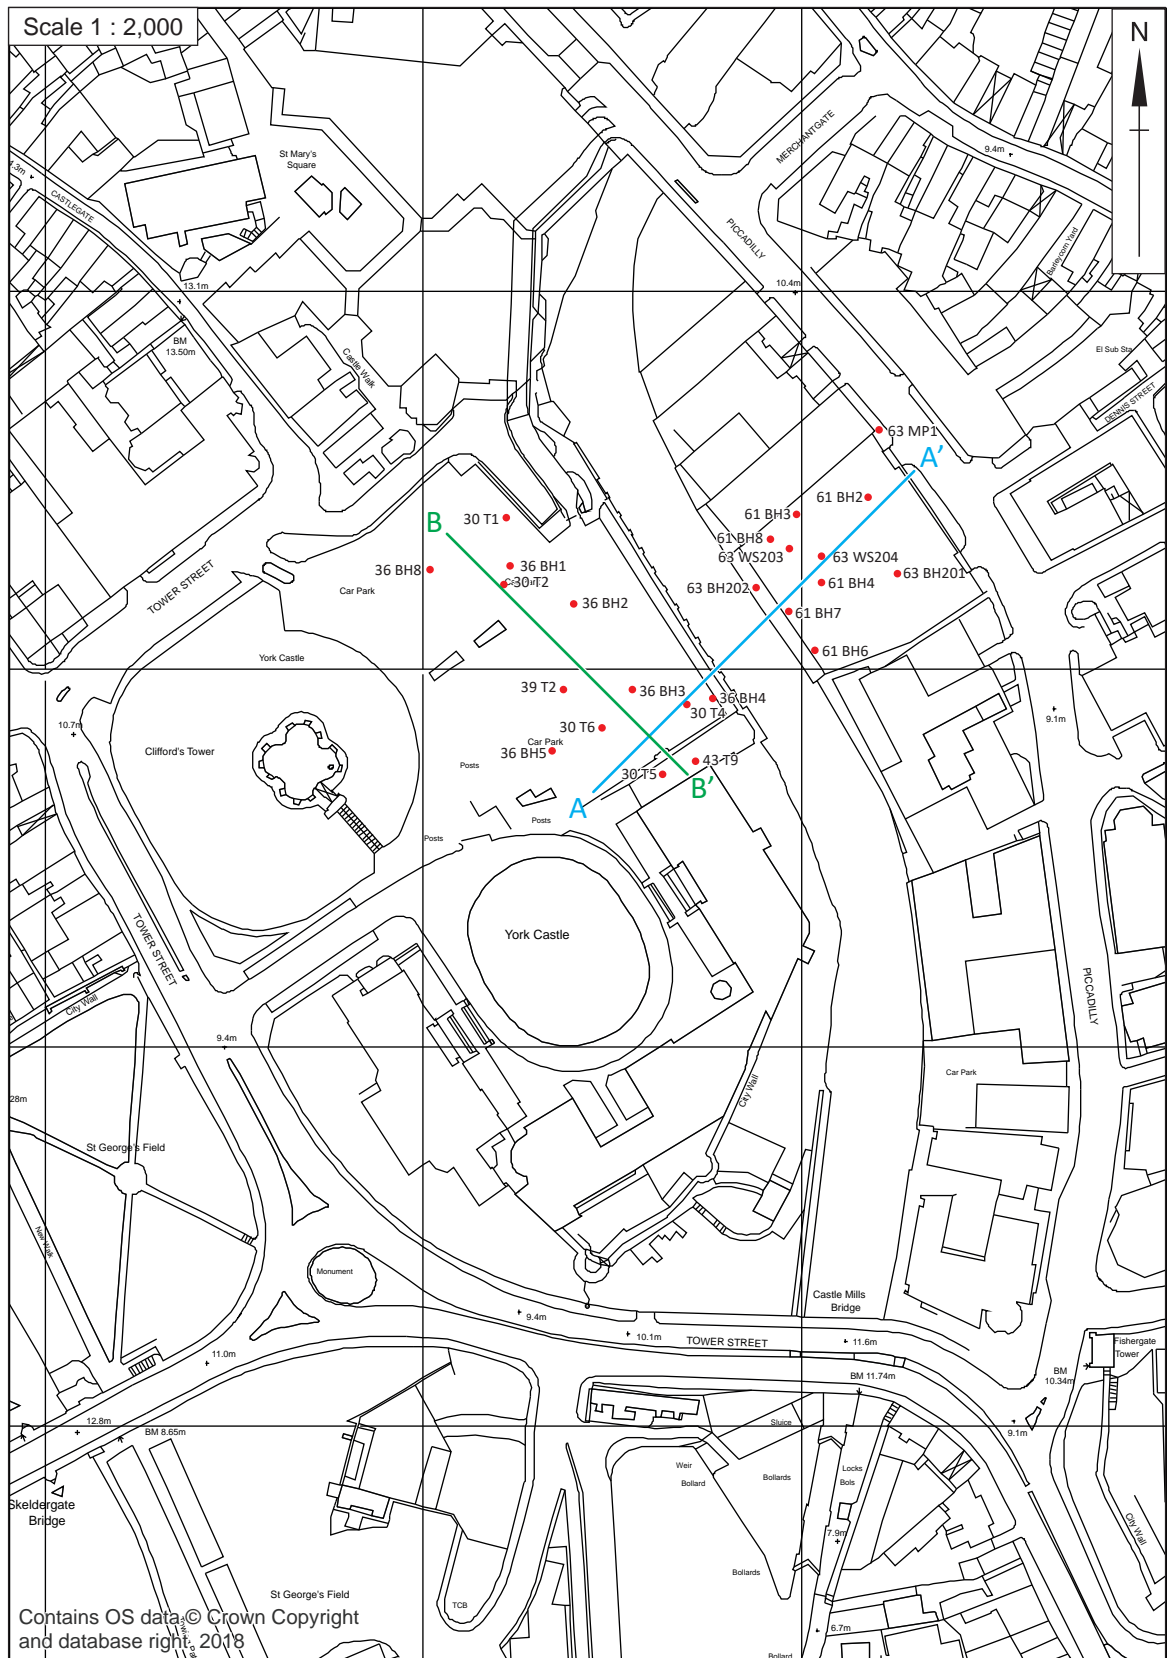 Scale 1 : 2,000
N
MERCHANTGATE
9.4m
St Mary's
Square
CASTLEGATE
PICCADILLY
Barleycorn Yard
13.1m
10.4m
BM
13.50m
Castle Walk
El Sub Sta
DENNIS STREET
63 MP1
A’
61 BH2
B
30 T1
61 BH3
61 BH8
63 WS203
63 WS204
TOWER STREET
36 BH8
36 BH1
30 T2
63 BH201
Car Park
63 BH202
61 BH4
36 BH2
61 BH7
York Castle
61 BH6
39 T2
36 BH3
36 BH4
30 T4
10.7m
9.1m
30 T6
Clifford's Tower
Car Park
36 BH5
43 T9
Posts
30 T5
B’
A
Posts
Posts
TOWER STREET
York Castle
City Wall
PICCADILLY
9.4m
Car Park
28m
City Wall
St George's Field
New Walk
Monument
Castle Mills
Bridge
9.4m
10.1m
TOWER STREET
11.6m
Fishergate
Tower
11.0m
BM
10.34m
BM 11.74m
12.8m
BM 8.65m
Sluice
9.1m
Weir
Bollard
Bollards
Locks
Bols
Skeldergate
Bridge
7.9m
City Wall
Bollards
St George's Field
TCB
Contains OS data © Crown Copyright
and database right 2018
6.7m
Bollard